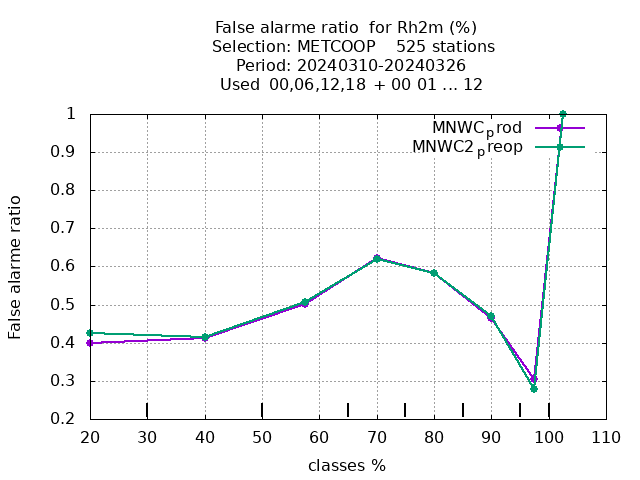 False alarme ratio for Rh2m (%)
Selection: METCOOP 525 stations
Period: 20240310-20240326
Used 00,06,12,18 + 00 01 ... 12
MNWC_prod
MNWC2_preop
1
0.9
0.8
0.7
0.6
0.5
0.4
0.3
0.2
False alarme ratio
20 30 40 50 60 70 80 90 100 110
classes %